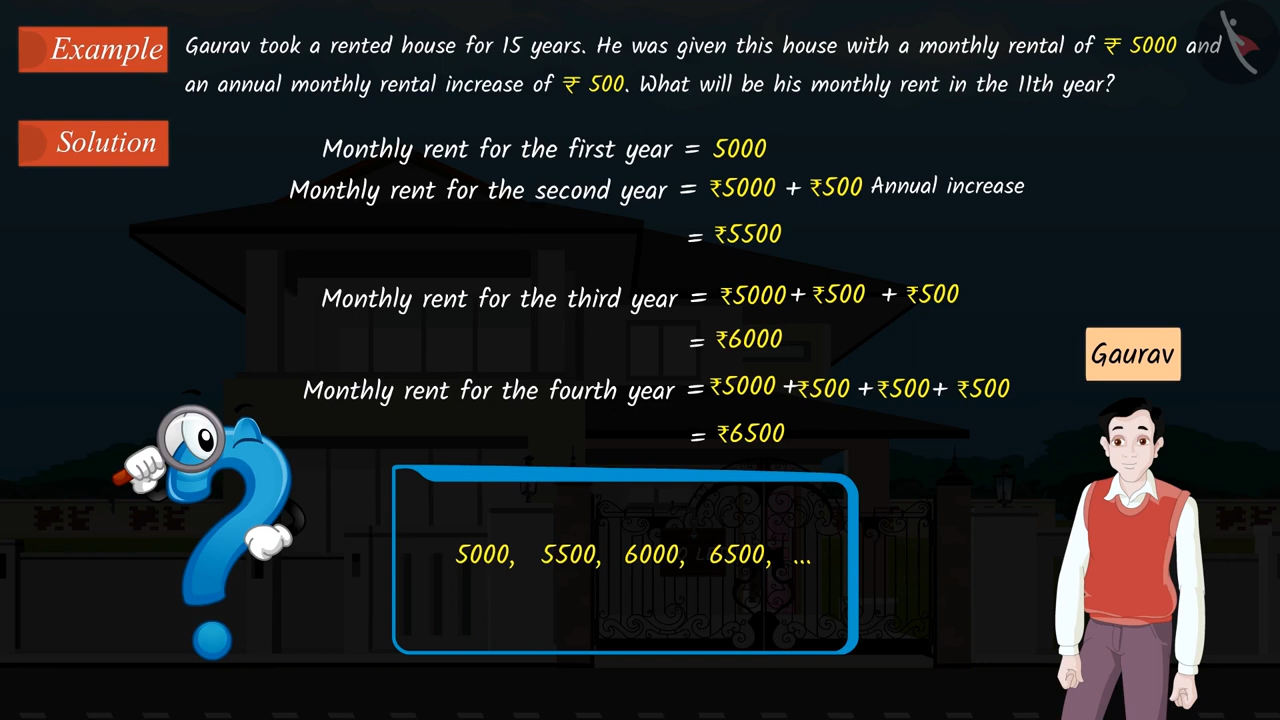 Example
Gaurav took a rented house for 15 years. He was given this house with a monthly rental of ₹ 5000 and
an annual monthly rental increase of ₹ 500. What will be his monthly rent in the 11th year?
Solution
Monthly rent for the first year = 5000
Monthly rent for the second year = ₹5000 + ₹500 Annual increase
= ₹5500
Monthly rent for the third year = ₹5000 + ₹500 + ₹500
= ₹6000
Monthly rent for the fourth year = ₹5000 + ₹500 + ₹500 + ₹500
= ₹6500
Gaurav
5000, 5500, 6000, 6500, ...